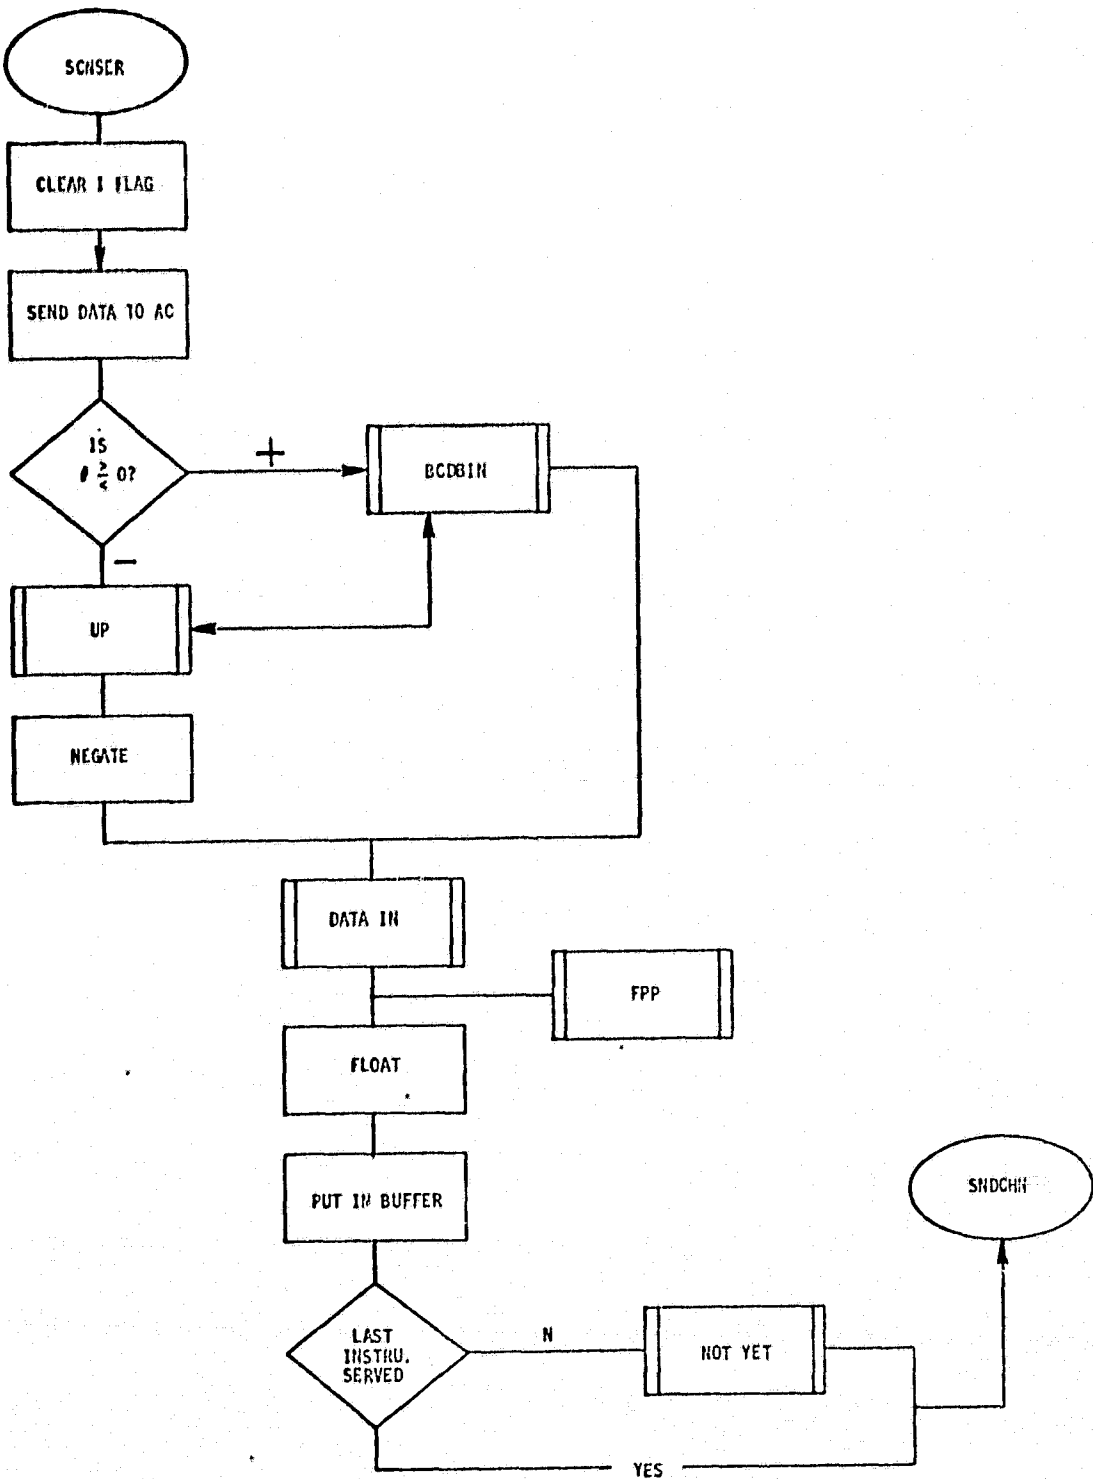 SCNSER
CLEAR I FLAG
SEND DATA TO AC
IS
# ≥
< 0?
+
BCDBIN
−
UP
NEGATE
DATA IN
FPP
FLOAT
PUT IN BUFFER
SNDCHN
LAST
INSTRU.
SERVED
N
NOT YET
YES